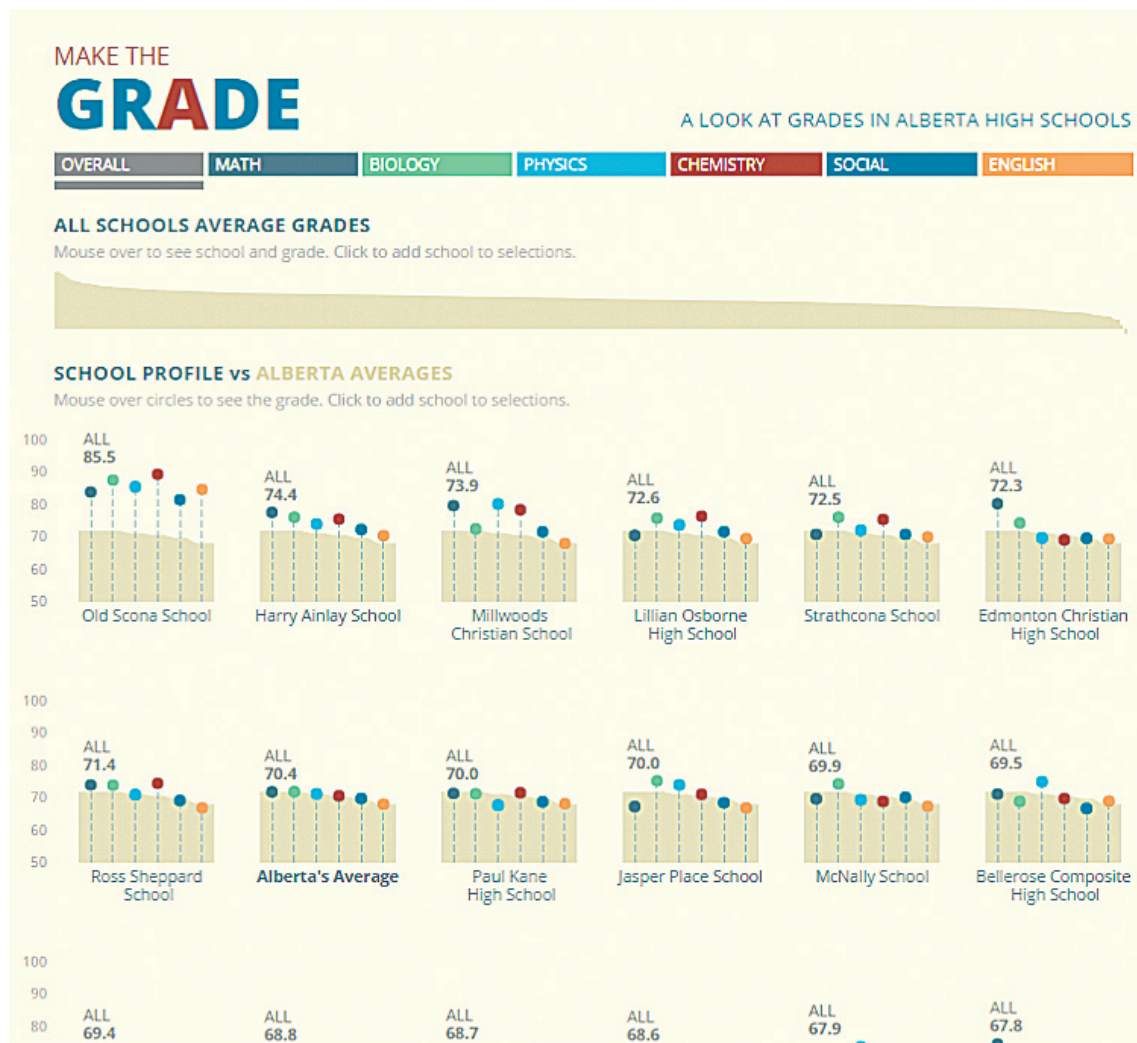 MAKE THE
GRADE
A LOOK AT GRADES IN ALBERTA HIGH SCHOOLS
OVERALL MATH BIOLOGY PHYSICS CHEMISTRY SOCIAL ENGLISH
ALL SCHOOLS AVERAGE GRADES
Mouse over to see school and grade. Click to add school to selections.
SCHOOL PROFILE vs ALBERTA AVERAGES
Mouse over circles to see the grade. Click to add school to selections.
100
90
80
70
60
50
ALL
85.5
Old Scona School
ALL
74.4
Harry Ainlay School
ALL
73.9
Millwoods
Christian School
ALL
72.6
Lillian Osborne
High School
ALL
72.5
Strathcona School
ALL
72.3
Edmonton Christian
High School
100
90
80
70
60
50
ALL
71.4
Ross Sheppard
School
ALL
70.4
Alberta's Average
ALL
70.0
Paul Kane
High School
ALL
70.0
Jasper Place School
ALL
69.9
McNally School
ALL
69.5
Bellerose Composite
High School
100
90
80
ALL
69.4
ALL
68.8
ALL
68.7
ALL
68.6
ALL
67.9
ALL
67.8